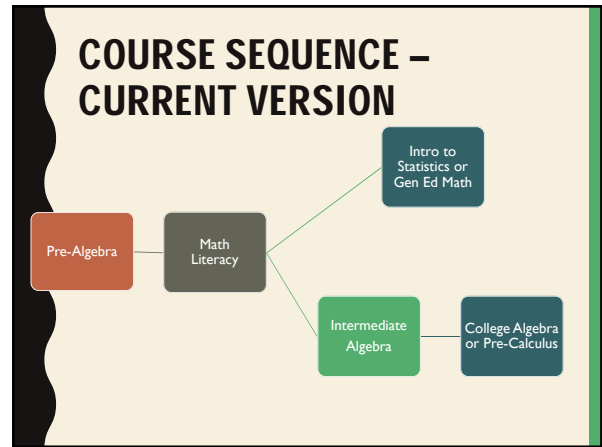 COURSE SEQUENCE –
CURRENT VERSION
Intro to
Statistics or
Gen Ed Math
Pre-Algebra
Math
Literacy
Intermediate
Algebra
College Algebra
or Pre-Calculus